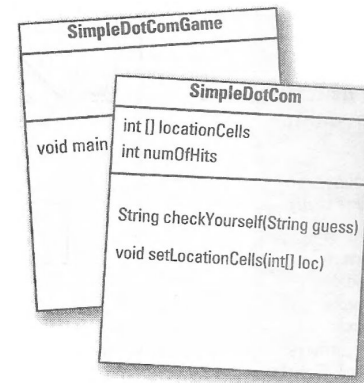 SimpleDotComGame
void main
SimpleDotCom
int [] locationCells
int numOfHits
String checkYourself(String guess)
void setLocationCells(int[] loc)